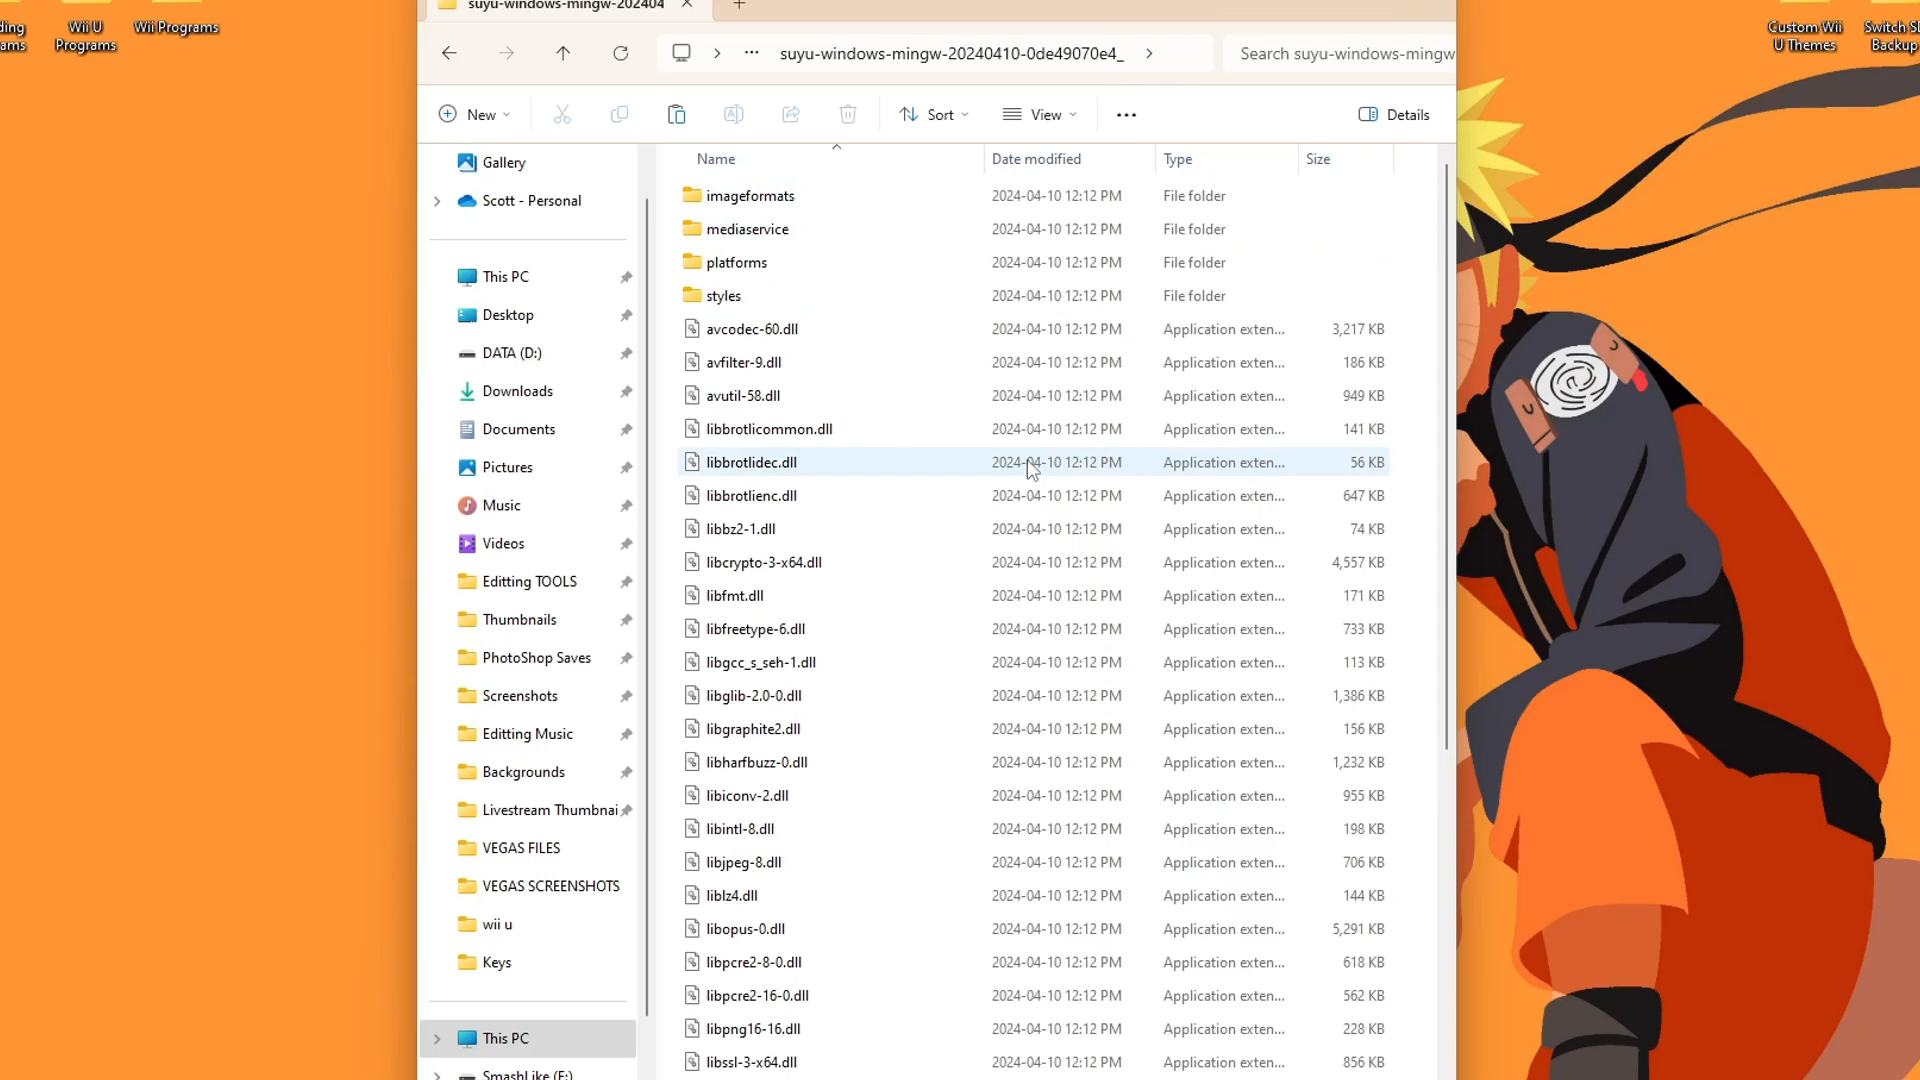 suyu-windows-mingw-202404
ding
ams
Wii U
Programs
Wii Programs
Custom Wii
U Themes
Switch SD
Backup
suyu-windows-mingw-20240410-0de49070e4_
Search suyu-windows-mingw
New
Sort
View
Details
Name
Date modified
Type
Size
Gallery
Scott - Personal
This PC
Desktop
DATA (D:)
Downloads
Documents
Pictures
Music
Videos
Editting TOOLS
Thumbnails
PhotoShop Saves
Screenshots
Editting Music
Backgrounds
Livestream Thumbnai
VEGAS FILES
VEGAS SCREENSHOTS
wii u
Keys
This PC
SmashLike (F:)
imageformats 2024-04-10 12:12 PM File folder
mediaservice 2024-04-10 12:12 PM File folder
platforms 2024-04-10 12:12 PM File folder
styles 2024-04-10 12:12 PM File folder
avcodec-60.dll 2024-04-10 12:12 PM Application exten... 3,217 KB
avfilter-9.dll 2024-04-10 12:12 PM Application exten... 186 KB
avutil-58.dll 2024-04-10 12:12 PM Application exten... 949 KB
libbrotlicommon.dll 2024-04-10 12:12 PM Application exten... 141 KB
libbrotlidec.dll 2024-04-10 12:12 PM Application exten... 56 KB
libbrotlienc.dll 2024-04-10 12:12 PM Application exten... 647 KB
libbz2-1.dll 2024-04-10 12:12 PM Application exten... 74 KB
libcrypto-3-x64.dll 2024-04-10 12:12 PM Application exten... 4,557 KB
libfmt.dll 2024-04-10 12:12 PM Application exten... 171 KB
libfreetype-6.dll 2024-04-10 12:12 PM Application exten... 733 KB
libgcc_s_seh-1.dll 2024-04-10 12:12 PM Application exten... 113 KB
libglib-2.0-0.dll 2024-04-10 12:12 PM Application exten... 1,386 KB
libgraphite2.dll 2024-04-10 12:12 PM Application exten... 156 KB
libharfbuzz-0.dll 2024-04-10 12:12 PM Application exten... 1,232 KB
libiconv-2.dll 2024-04-10 12:12 PM Application exten... 955 KB
libintl-8.dll 2024-04-10 12:12 PM Application exten... 198 KB
libjpeg-8.dll 2024-04-10 12:12 PM Application exten... 706 KB
liblz4.dll 2024-04-10 12:12 PM Application exten... 144 KB
libopus-0.dll 2024-04-10 12:12 PM Application exten... 5,291 KB
libpcre2-8-0.dll 2024-04-10 12:12 PM Application exten... 618 KB
libpcre2-16-0.dll 2024-04-10 12:12 PM Application exten... 562 KB
libpng16-16.dll 2024-04-10 12:12 PM Application exten... 228 KB
libssl-3-x64.dll 2024-04-10 12:12 PM Application exten... 856 KB